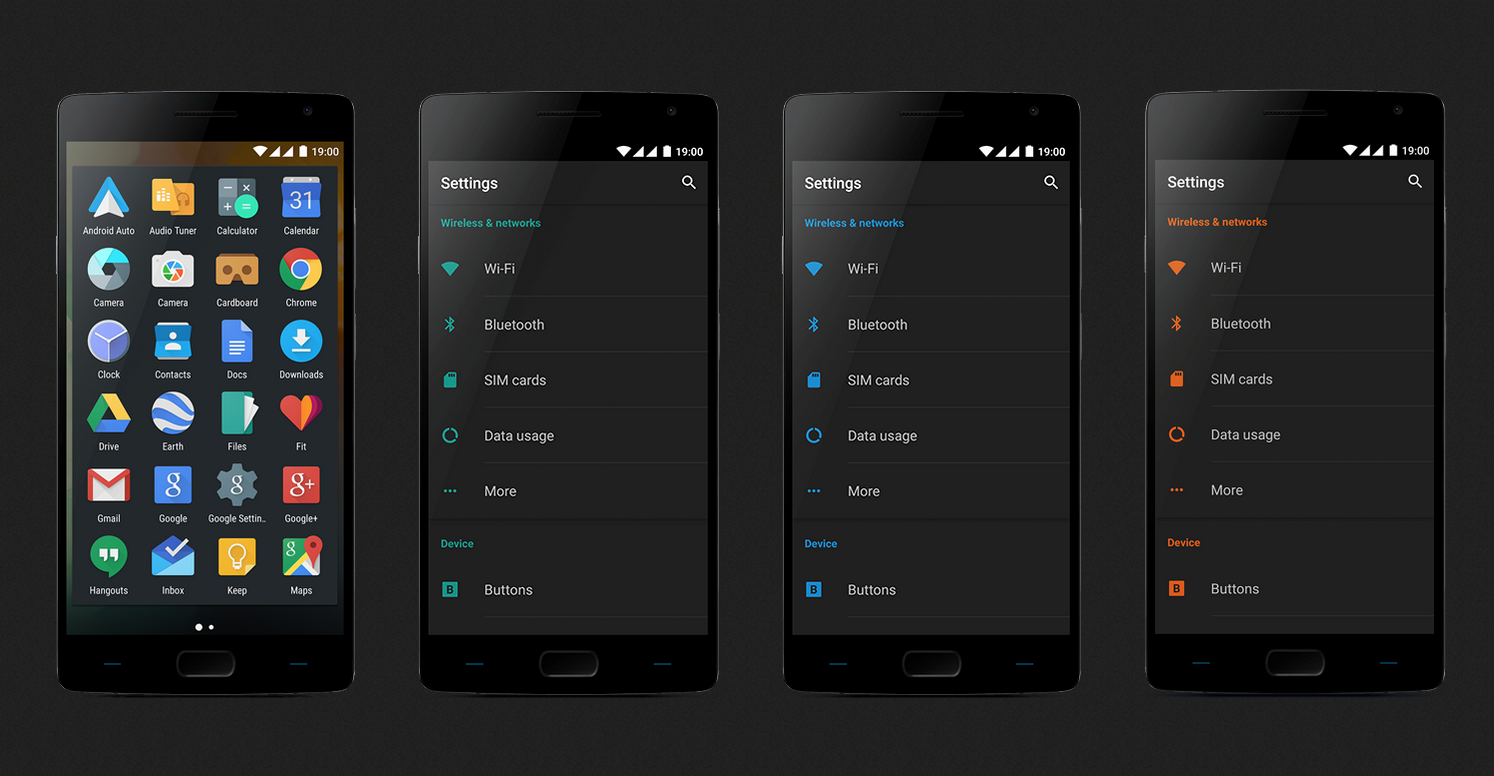 19:00
31
Android Auto Audio Tuner Calculator Calendar
Camera Camera Cardboard Chrome
Clock Contacts Docs Downloads
Drive Earth Files Fit
g g g+
Gmail Google Google Settin.. Google+
g
Hangouts Inbox Keep Maps
19:00
Settings
Wireless & networks
Wi-Fi
Bluetooth
SIM cards
Data usage
More
Device
B Buttons
19:00
Settings
Wireless & networks
Wi-Fi
Bluetooth
SIM cards
Data usage
More
Device
B Buttons
19:00
Settings
Wireless & networks
Wi-Fi
Bluetooth
SIM cards
Data usage
More
Device
B Buttons